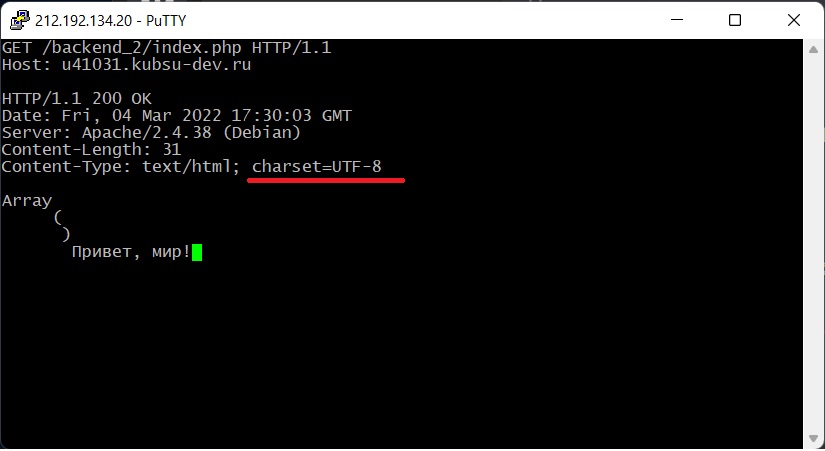 212.192.134.20 - PuTTY
GET /backend_2/index.php HTTP/1.1
Host: u41031.kubsu-dev.ru
HTTP/1.1 200 OK
Date: Fri, 04 Mar 2022 17:30:03 GMT
Server: Apache/2.4.38 (Debian)
Content-Length: 31
Content-Type: text/html; charset=UTF-8
Array
(
)
Привет, мир!